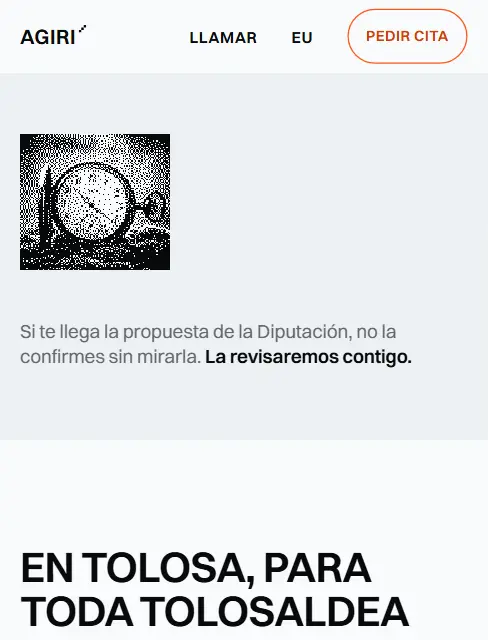 AGIRI
LLAMAR
EU
PEDIR CITA
Si te llega la propuesta de la Diputación, no la
confirmes sin mirarla. La revisaremos contigo.
EN TOLOSA, PARA
TODA TOLOSALDEA